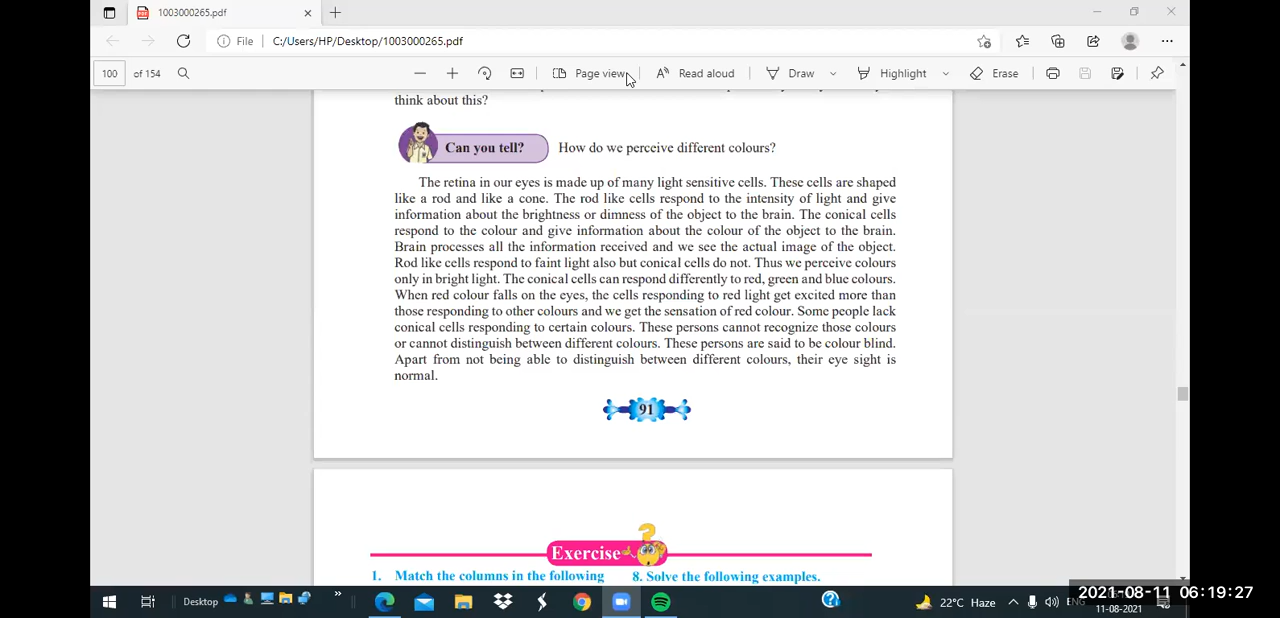 1003000265.pdf
File
C:/Users/HP/Desktop/1003000265.pdf
100 of 154
Page view
Read aloud
Draw
Highlight
Erase
think about this?
Can you tell?
How do we perceive different colours?
The retina in our eyes is made up of many light sensitive cells. These cells are shaped
like a rod and like a cone. The rod like cells respond to the intensity of light and give
information about the brightness or dimness of the object to the brain. The conical cells
respond to the colour and give information about the colour of the object to the brain.
Brain processes all the information received and we see the actual image of the object.
Rod like cells respond to faint light also but conical cells do not. Thus we perceive colours
only in bright light. The conical cells can respond differently to red, green and blue colours.
When red colour falls on the eyes, the cells responding to red light get excited more than
those responding to other colours and we get the sensation of red colour. Some people lack
conical cells responding to certain colours. These persons cannot recognize those colours
or cannot distinguish between different colours. These persons are said to be colour blind.
Apart from not being able to distinguish between different colours, their eye sight is
normal.
91
Exercise
1. Match the columns in the following
8. Solve the following examples.
Desktop
22°C Haze
ENG
2021-08-11 06:19:27
11-08-2021